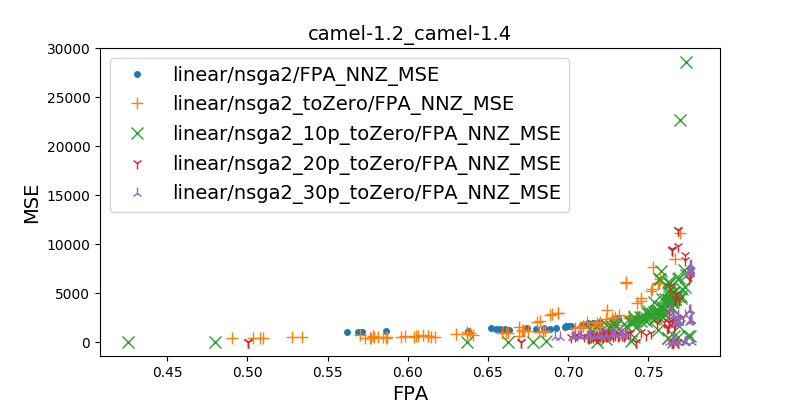 camel-1.2_camel-1.4
30000
25000
20000
15000
10000
5000
0
MSE
linear/nsga2/FPA_NNZ_MSE
linear/nsga2_toZero/FPA_NNZ_MSE
linear/nsga2_10p_toZero/FPA_NNZ_MSE
linear/nsga2_20p_toZero/FPA_NNZ_MSE
linear/nsga2_30p_toZero/FPA_NNZ_MSE
0.45 0.50 0.55 0.60 0.65 0.70 0.75
FPA